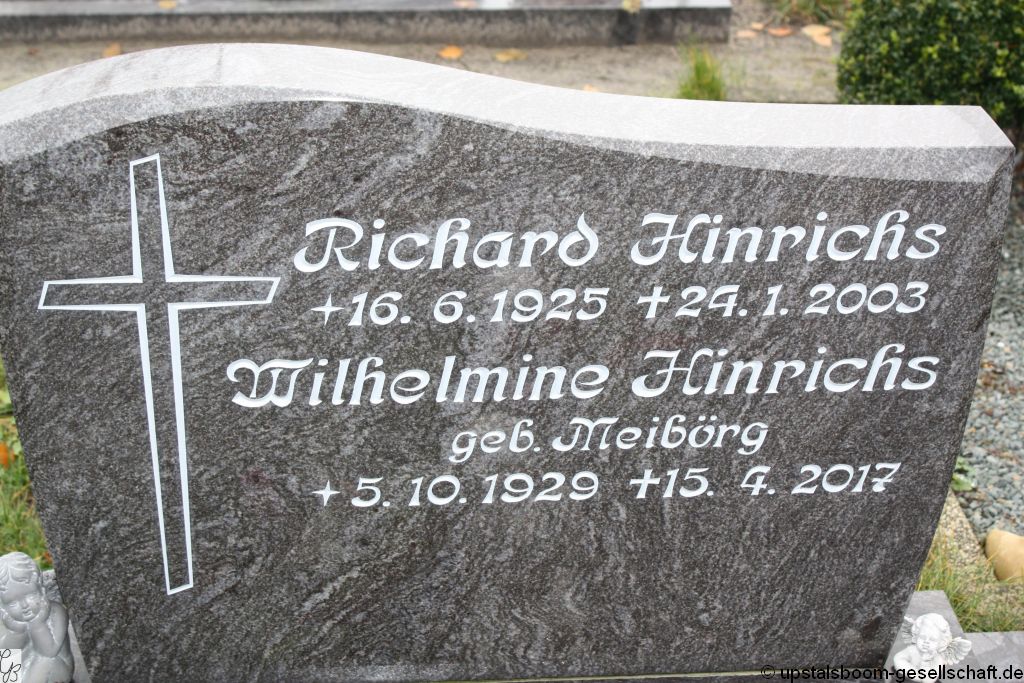 Richard Hinrichs
+16. 6. 1925 †24. 1. 2003
Wilhelmine Hinrichs
geb. Meibörg
+5. 10. 1929 †15. 4. 2017
© upstalsboom-gesellschaft.de